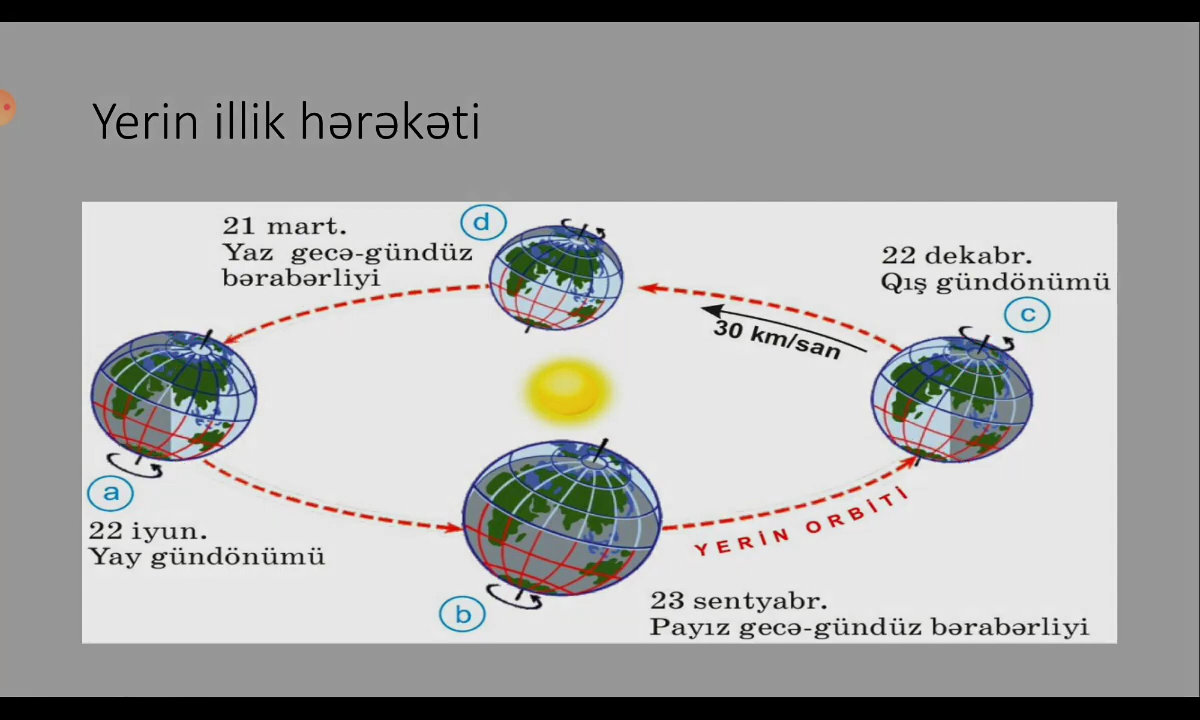 Yerin illik hərəkəti
21 mart.
Yaz gecə-gündüz
bərabərliyi
d
22 dekabr.
Qış gündönümü
c
30 km/san
a
22 iyun.
Yay gündönümü
YERİN ORBİTİ
b
23 sentyabr.
Payız gecə-gündüz bərabərliyi